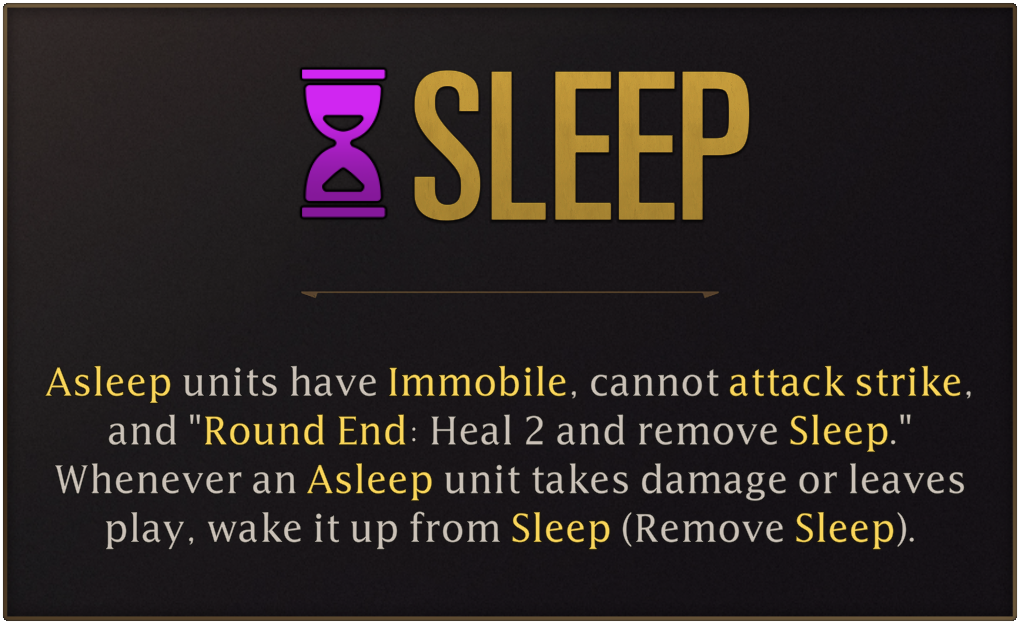 SLEEP
Asleep units have Immobile, cannot attack strike,
and "Round End: Heal 2 and remove Sleep."
Whenever an Asleep unit takes damage or leaves
play, wake it up from Sleep (Remove Sleep).